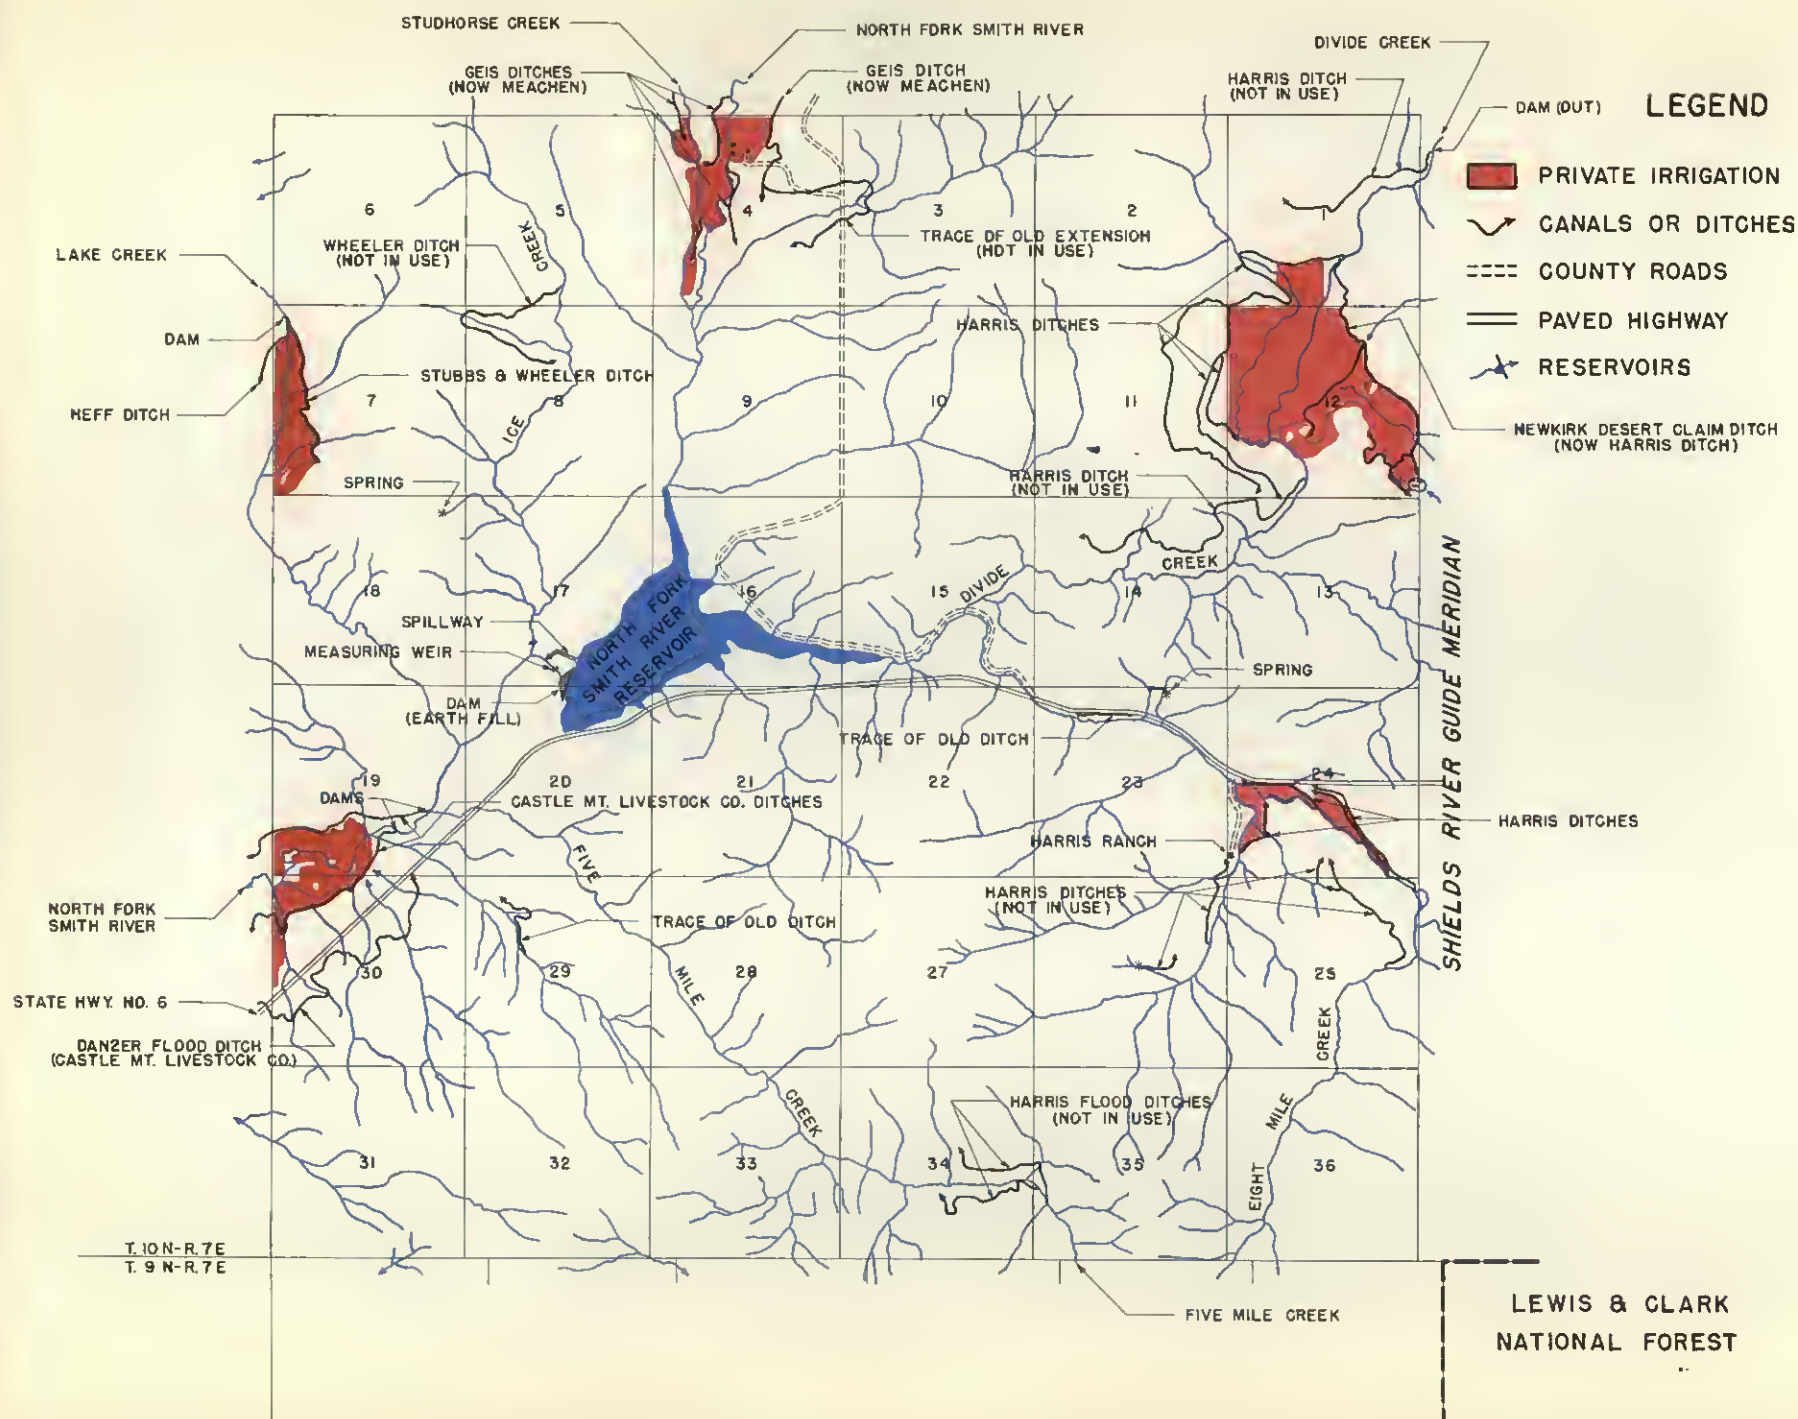 STUDHORSE CREEK
NORTH FORK SMITH RIVER
DIVIDE CREEK
GEIS DITCHES
(NOW MEACHEN)
GEIS DITCH
(NOW MEACHEN)
HARRIS DITCH
(NOT IN USE)
DAM (OUT)
LEGEND
PRIVATE IRRIGATION
CANALS OR DITCHES
COUNTY ROADS
PAVED HIGHWAY
RESERVOIRS
6
5
4
3
2
1
LAKE CREEK
WHEELER DITCH
(NOT IN USE)
CREEK
TRACE OF OLD EXTENSION
(NOT IN USE)
DAM
HARRIS DITCHES
STUBBS & WHEELER DITCH
NEFF DITCH
7
8
9
10
11
12
ICE
NEWKIRK DESERT CLAIM DITCH
(NOW HARRIS DITCH)
SPRING
HARRIS DITCH
(NOT IN USE)
18
17
16
15
14
13
DIVIDE
CREEK
SPILLWAY
MEASURING WEIR
NORTH FORK
SMITH RIVER
RESERVOIR
DAM
(EARTH FILL)
SPRING
SHIELDS RIVER GUIDE MERIDIAN
TRACE OF OLD DITCH
19
20
21
22
23
24
DAMS
CASTLE MT. LIVESTOCK CO. DITCHES
HARRIS RANCH
HARRIS DITCHES
FIVE
HARRIS DITCHES
(NOT IN USE)
NORTH FORK
SMITH RIVER
TRACE OF OLD DITCH
30
29
28
27
25
MILE
STATE HWY. NO. 6
DANZER FLOOD DITCH
(CASTLE MT. LIVESTOCK CO.)
CREEK
CREEK
HARRIS FLOOD DITCHES
(NOT IN USE)
MILE
31
32
33
34
35
36
EIGHT
T. 10 N-R. 7E
T. 9 N-R. 7E
FIVE MILE CREEK
LEWIS & CLARK
NATIONAL FOREST